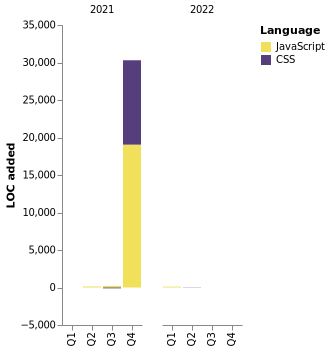 2021
2022
Language
JavaScript
CSS
LOC added
35,000
30,000
25,000
20,000
15,000
10,000
5,000
0
−5,000
Q1
Q2
Q3
Q4
Q1
Q2
Q3
Q4